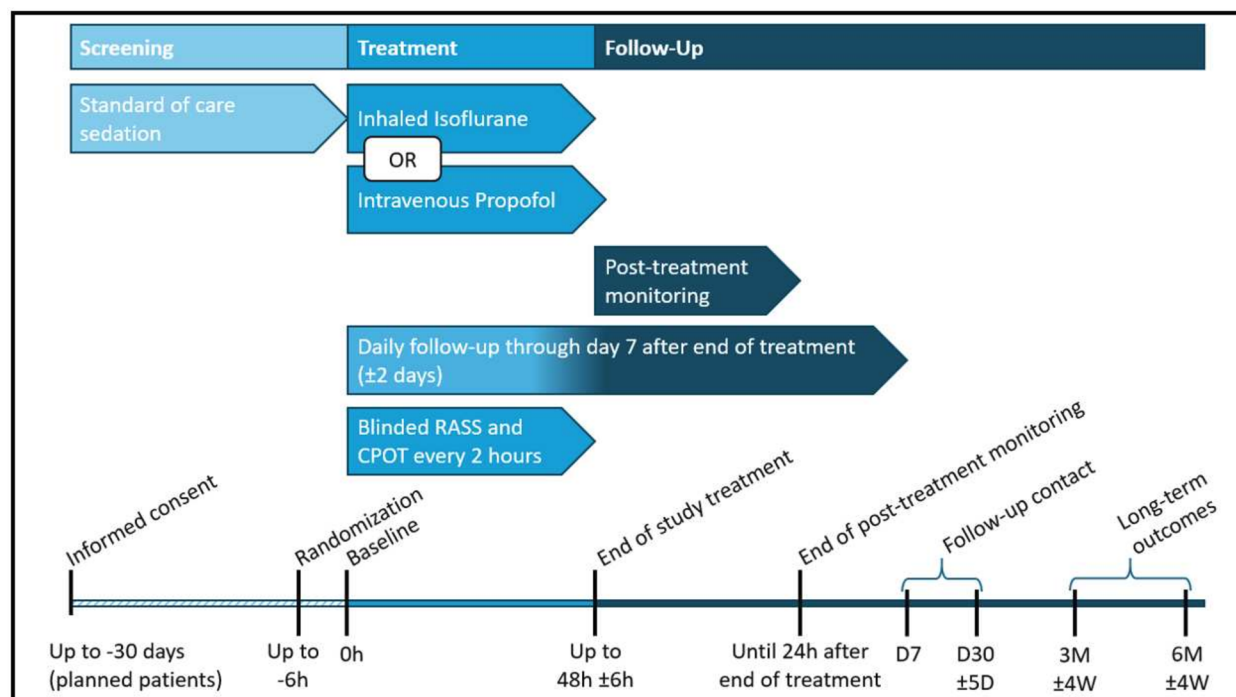 Screening
Treatment
Follow-Up
Standard of care
sedation
Inhaled Isoflurane
OR
Intravenous Propofol
Post-treatment
monitoring
Daily follow-up through day 7 after end of treatment
(±2 days)
Blinded RASS and
CPOT every 2 hours
Informed consent
Randomization
Baseline
End of study treatment
End of post-treatment monitoring
Follow-up contact
Long-term
outcomes
Up to -30 days
(planned patients)
Up to
-6h
0h
Up to
48h ±6h
Until 24h after
end of treatment
D7
D30
±5D
3M
±4W
6M
±4W